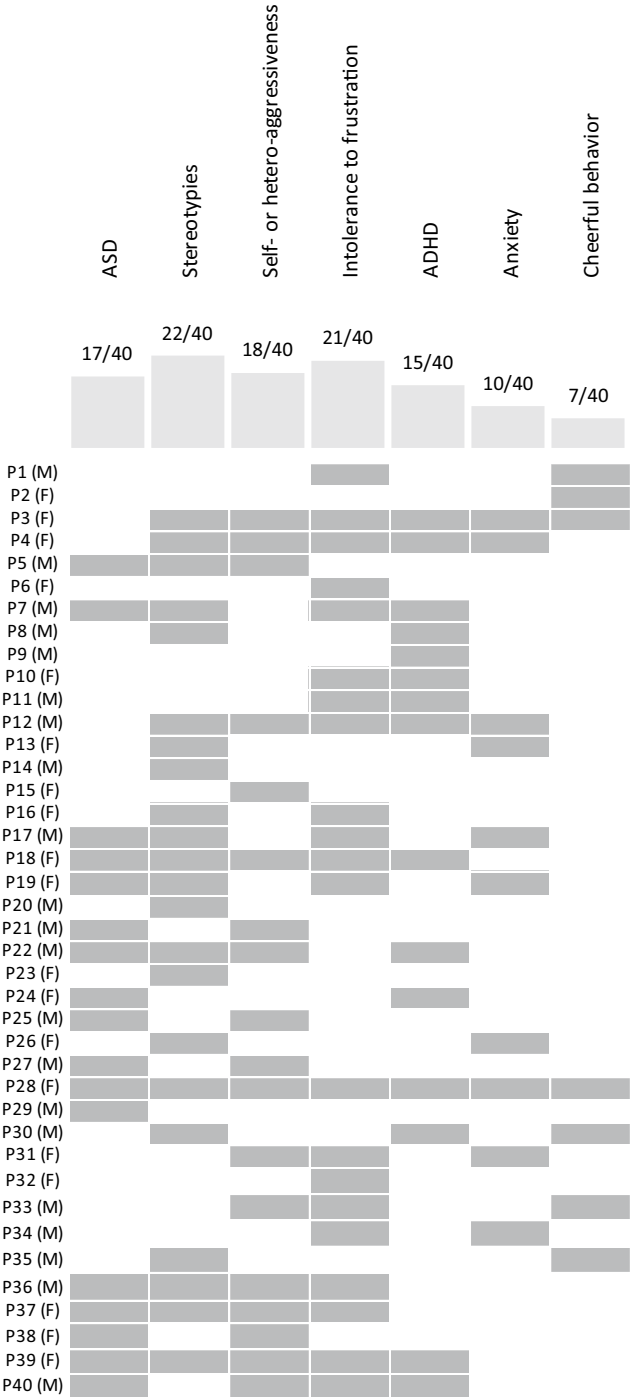 ASD
Stereotypies
Self- or hetero-aggressiveness
Intolerance to frustration
ADHD
Anxiety
Cheerful behavior
17/40
22/40
18/40
21/40
15/40
10/40
7/40
P1 (M)
P2 (F)
P3 (F)
P4 (F)
P5 (M)
P6 (F)
P7 (M)
P8 (M)
P9 (M)
P10 (F)
P11 (M)
P12 (M)
P13 (F)
P14 (M)
P15 (F)
P16 (F)
P17 (M)
P18 (F)
P19 (F)
P20 (M)
P21 (M)
P22 (M)
P23 (F)
P24 (F)
P25 (M)
P26 (F)
P27 (M)
P28 (F)
P29 (M)
P30 (M)
P31 (F)
P32 (F)
P33 (M)
P34 (M)
P35 (M)
P36 (M)
P37 (F)
P38 (F)
P39 (F)
P40 (M)